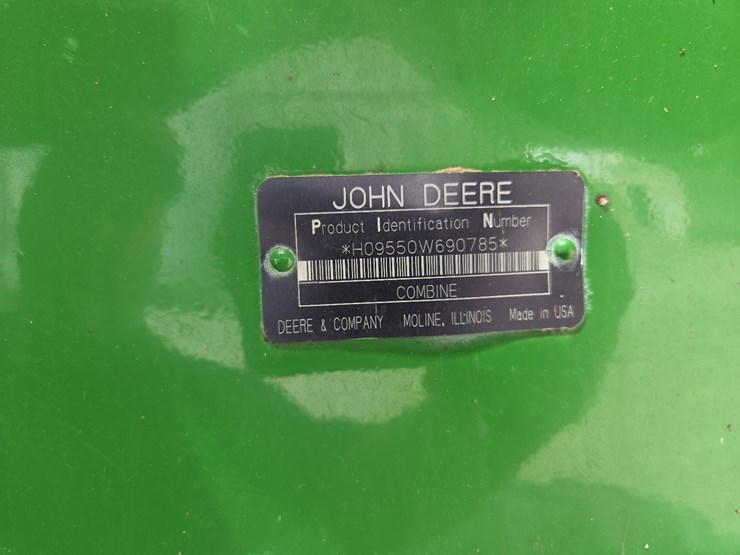 JOHN DEERE
Product Identification Number
*H09550W690785*
COMBINE
DEERE & COMPANY MOLINE, ILLINOIS Made in USA